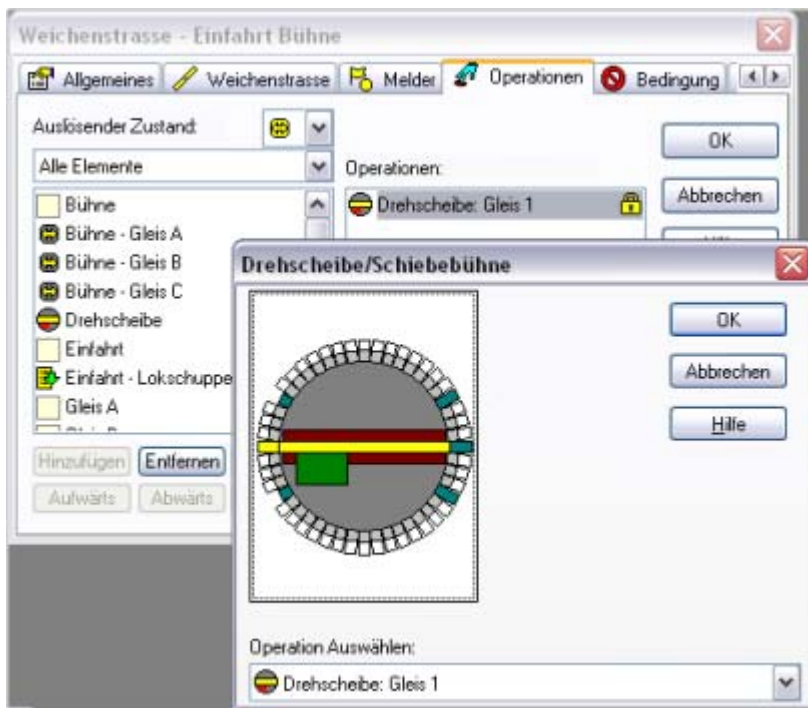 Weichenstrasse - Einfahrt Bühne
Allgemeines Weichenstrasse Melder Operationen Bedingung
Auslösender Zustand:
Alle Elemente
Operationen:
OK
Abbrechen
Bühne
Bühne - Gleis A
Bühne - Gleis B
Bühne - Gleis C
Drehscheibe
Einfahrt
Einfahrt - Lokschuppe
Gleis A
Drehscheibe: Gleis 1
Hinzufügen Entfernen
Aufwärts Abwärts
Drehscheibe/Schiebebühne
OK
Abbrechen
Hilfe
Operation Auswählen:
Drehscheibe: Gleis 1